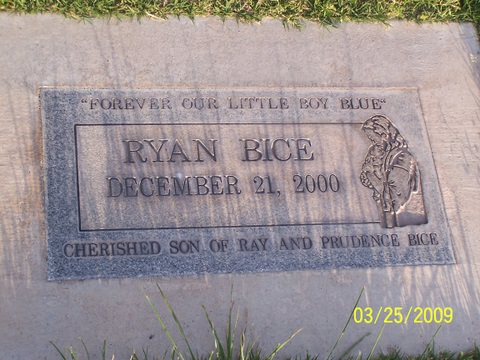 "FOREVER OUR LITTLE BOY BLUE"
RYAN BICE
DECEMBER 21, 2000
CHERISHED SON OF RAY AND PRUDENCE BICE
03/25/2009